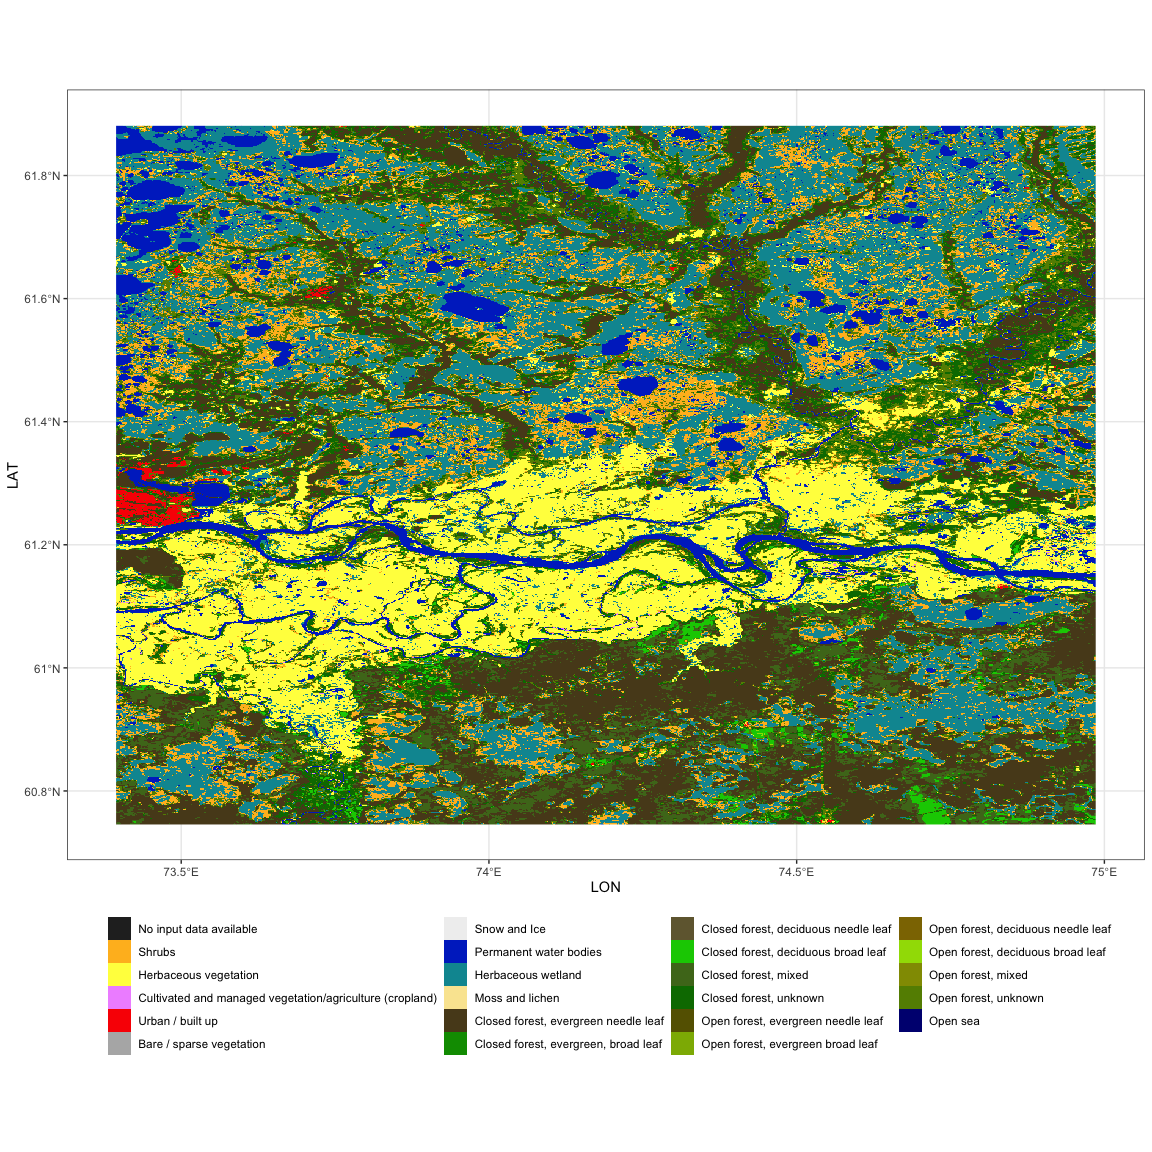 61.8°N
61.6°N
61.4°N
61.2°N
61°N
60.8°N
LAT
73.5°E
74°E
74.5°E
75°E
LON
No input data available
Shrubs
Herbaceous vegetation
Cultivated and managed vegetation/agriculture (cropland)
Urban / built up
Bare / sparse vegetation
Snow and Ice
Permanent water bodies
Herbaceous wetland
Moss and lichen
Closed forest, evergreen needle leaf
Closed forest, evergreen, broad leaf
Closed forest, deciduous needle leaf
Closed forest, deciduous broad leaf
Closed forest, mixed
Closed forest, unknown
Open forest, evergreen needle leaf
Open forest, evergreen broad leaf
Open forest, deciduous needle leaf
Open forest, deciduous broad leaf
Open forest, mixed
Open forest, unknown
Open sea